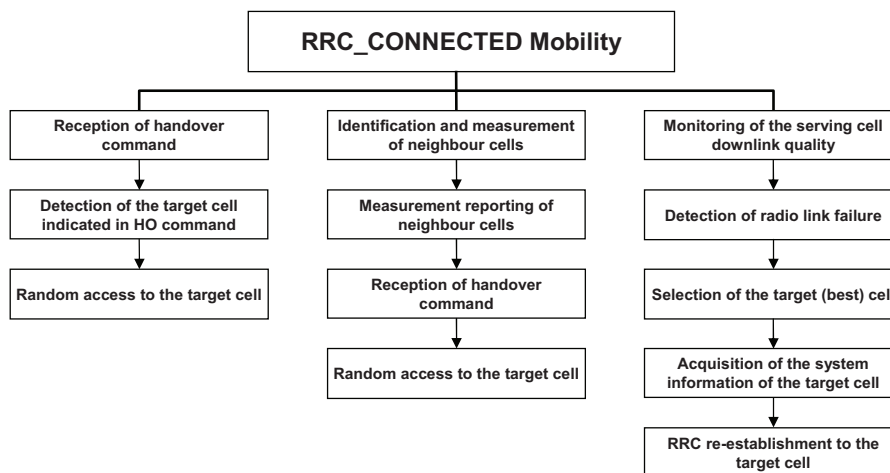 RRC_CONNECTED Mobility
Reception of handover
command
Detection of the target cell
indicated in HO command
Random access to the target cell
Identification and measurement
of neighbour cells
Measurement reporting of
neighbour cells
Reception of handover
command
Random access to the target cell
Monitoring of the serving cell
downlink quality
Detection of radio link failure
Selection of the target (best) cell
Acquisition of the system
information of the target cell
RRC re-establishment to the
target cell